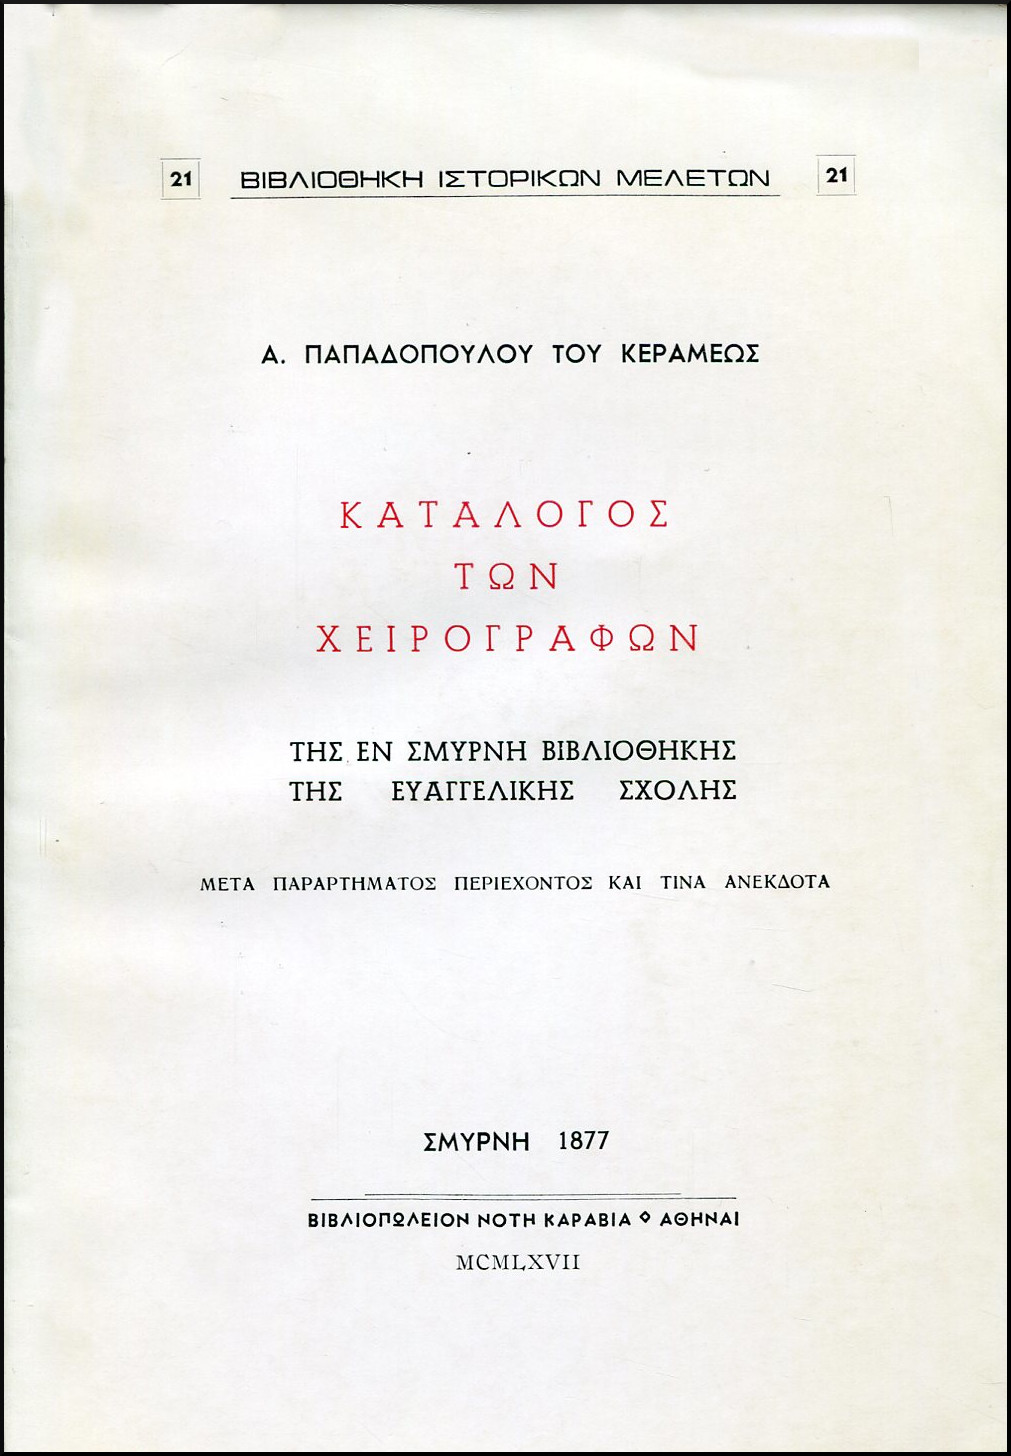 21 ΒΙΒΛΙΟΘΗΚΗ ΙΣΤΟΡΙΚΩΝ ΜΕΛΕΤΩΝ 21
Α. ΠΑΠΑΔΟΠΟΥΛΟΥ ΤΟΥ ΚΕΡΑΜΕΩΣ
ΚΑΤΑΛΟΓΟΣ
ΤΩΝ
ΧΕΙΡΟΓΡΑΦΩΝ
ΤΗΣ ΕΝ ΣΜΥΡΝΗ ΒΙΒΛΙΟΘΗΚΗΣ
ΤΗΣ ΕΥΑΓΓΕΛΙΚΗΣ ΣΧΟΛΗΣ
ΜΕΤΑ ΠΑΡΑΡΤΗΜΑΤΟΣ ΠΕΡΙΕΧΟΝΤΟΣ ΚΑΙ ΤΙΝΑ ΑΝΕΚΔΟΤΑ
ΣΜΥΡΝΗ 1877
ΒΙΒΛΙΟΠΩΛΕΙΟΝ ΝΟΤΗ ΚΑΡΑΒΙΑ ◊ ΑΘΗΝΑΙ
MCMLXVII